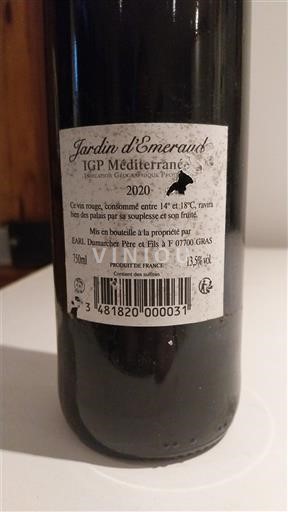 Jardin d'Emeraude
IGP Méditerranée
INDICATION GÉOGRAPHIQUE
2020
Ce vin rouge, consommé entre 14° et 18°C, ravira
bien des palais par sa souplesse et son fruité.
Mis en bouteille à la propriété par
EARL Dumarcher Père et Fils à F 07700 GRAS
VINIOU
750ml
13,5% vol.
PRODUIT DE FRANCE
Contient des sulfites
3 481820 000031